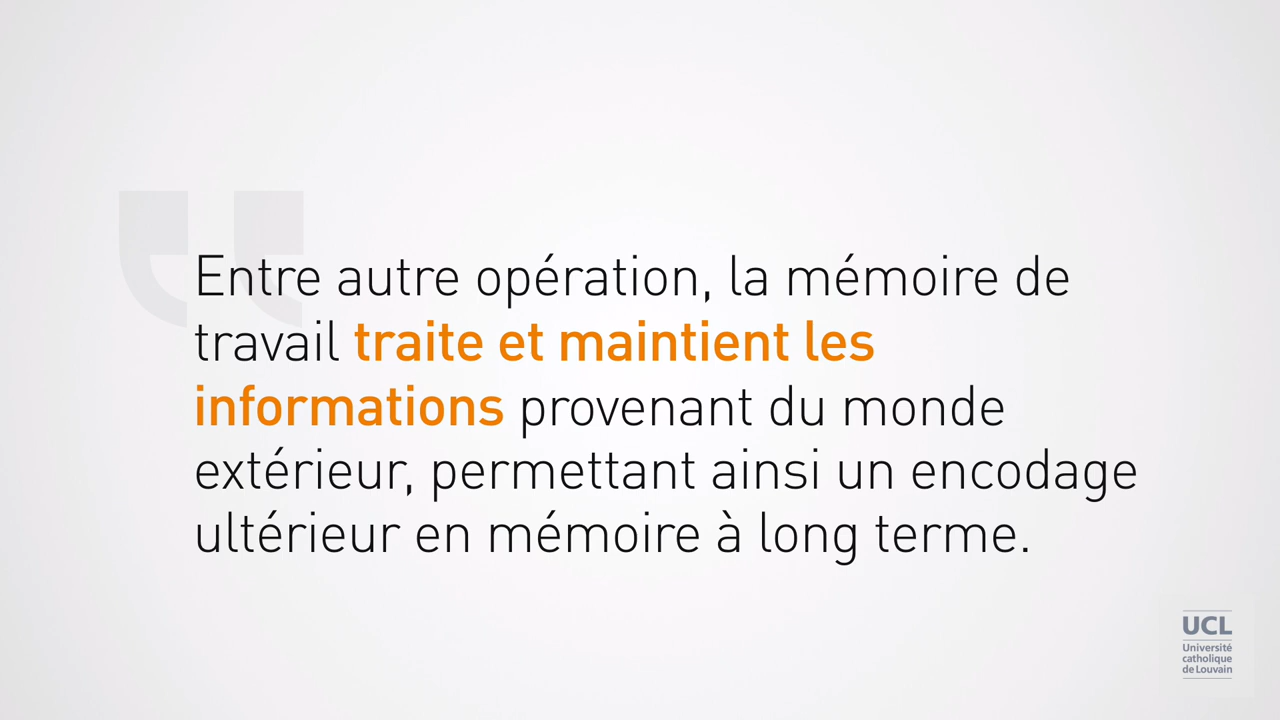 Entre autre opération, la mémoire de
travail traite et maintient les
informations provenant du monde
extérieur, permettant ainsi un encodage
ultérieur en mémoire à long terme.
UCL
Université
catholique
de Louvain